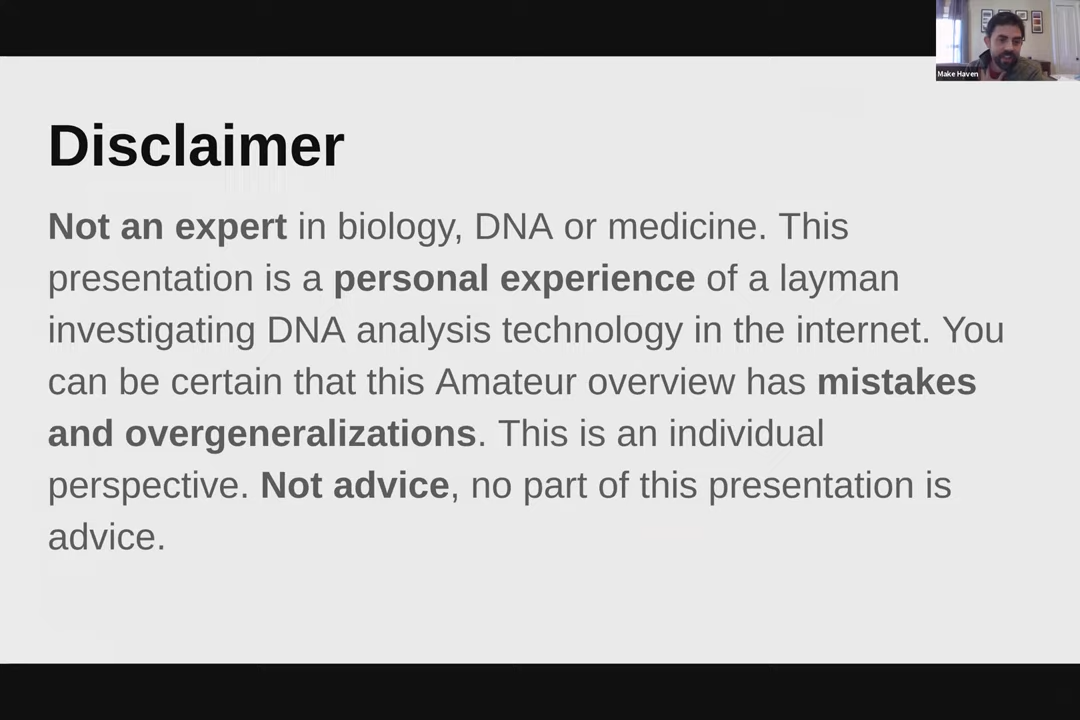 Make Haven
Disclaimer
Not an expert in biology, DNA or medicine. This
presentation is a personal experience of a layman
investigating DNA analysis technology in the internet. You
can be certain that this Amateur overview has mistakes
and overgeneralizations. This is an individual
perspective. Not advice, no part of this presentation is
advice.